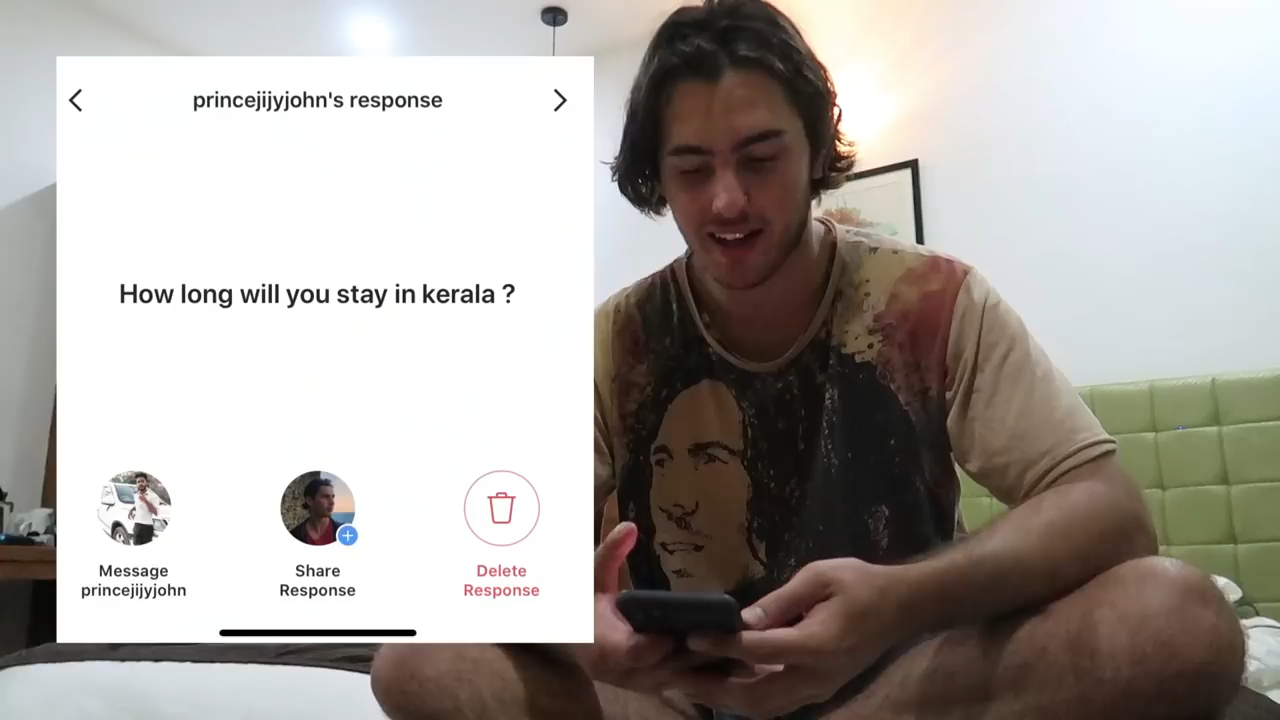 princejijyjohn's response
How long will you stay in kerala ?
Message
princejijyjohn
Share
Response
Delete
Response